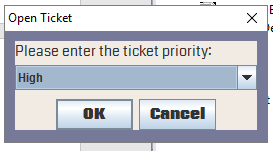 Open Ticket
Please enter the ticket priority:
High
OK
Cancel